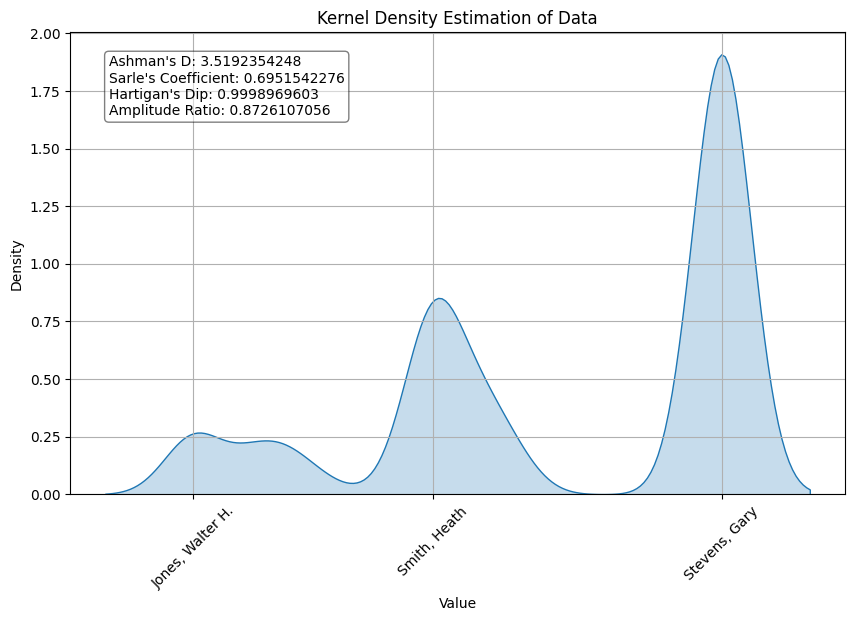 Kernel Density Estimation of Data
Ashman's D: 3.5192354248
Sarle's Coefficient: 0.6951542276
Hartigan's Dip: 0.9998969603
Amplitude Ratio: 0.8726107056
2.00
1.75
1.50
1.25
1.00
0.75
0.50
0.25
0.00
Density
Jones, Walter H.
Smith, Heath
Stevens, Gary
Value